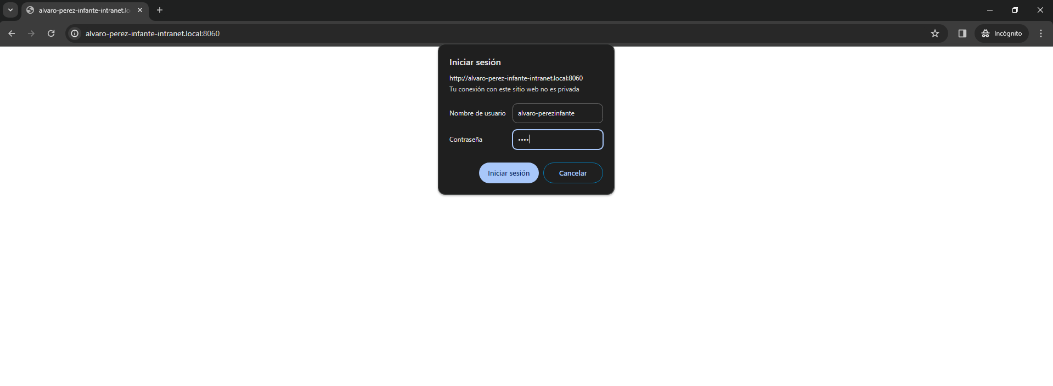 alvaro-perez-infante-intranet.lo
alvaro-perez-infante-intranet.local:8060
Incógnito
Iniciar sesión
http://alvaro-perez-infante-intranet.local:8060
Tu conexión con este sitio web no es privada
Nombre de usuario alvaro-perezinfante
Contraseña ••••
Iniciar sesión Cancelar